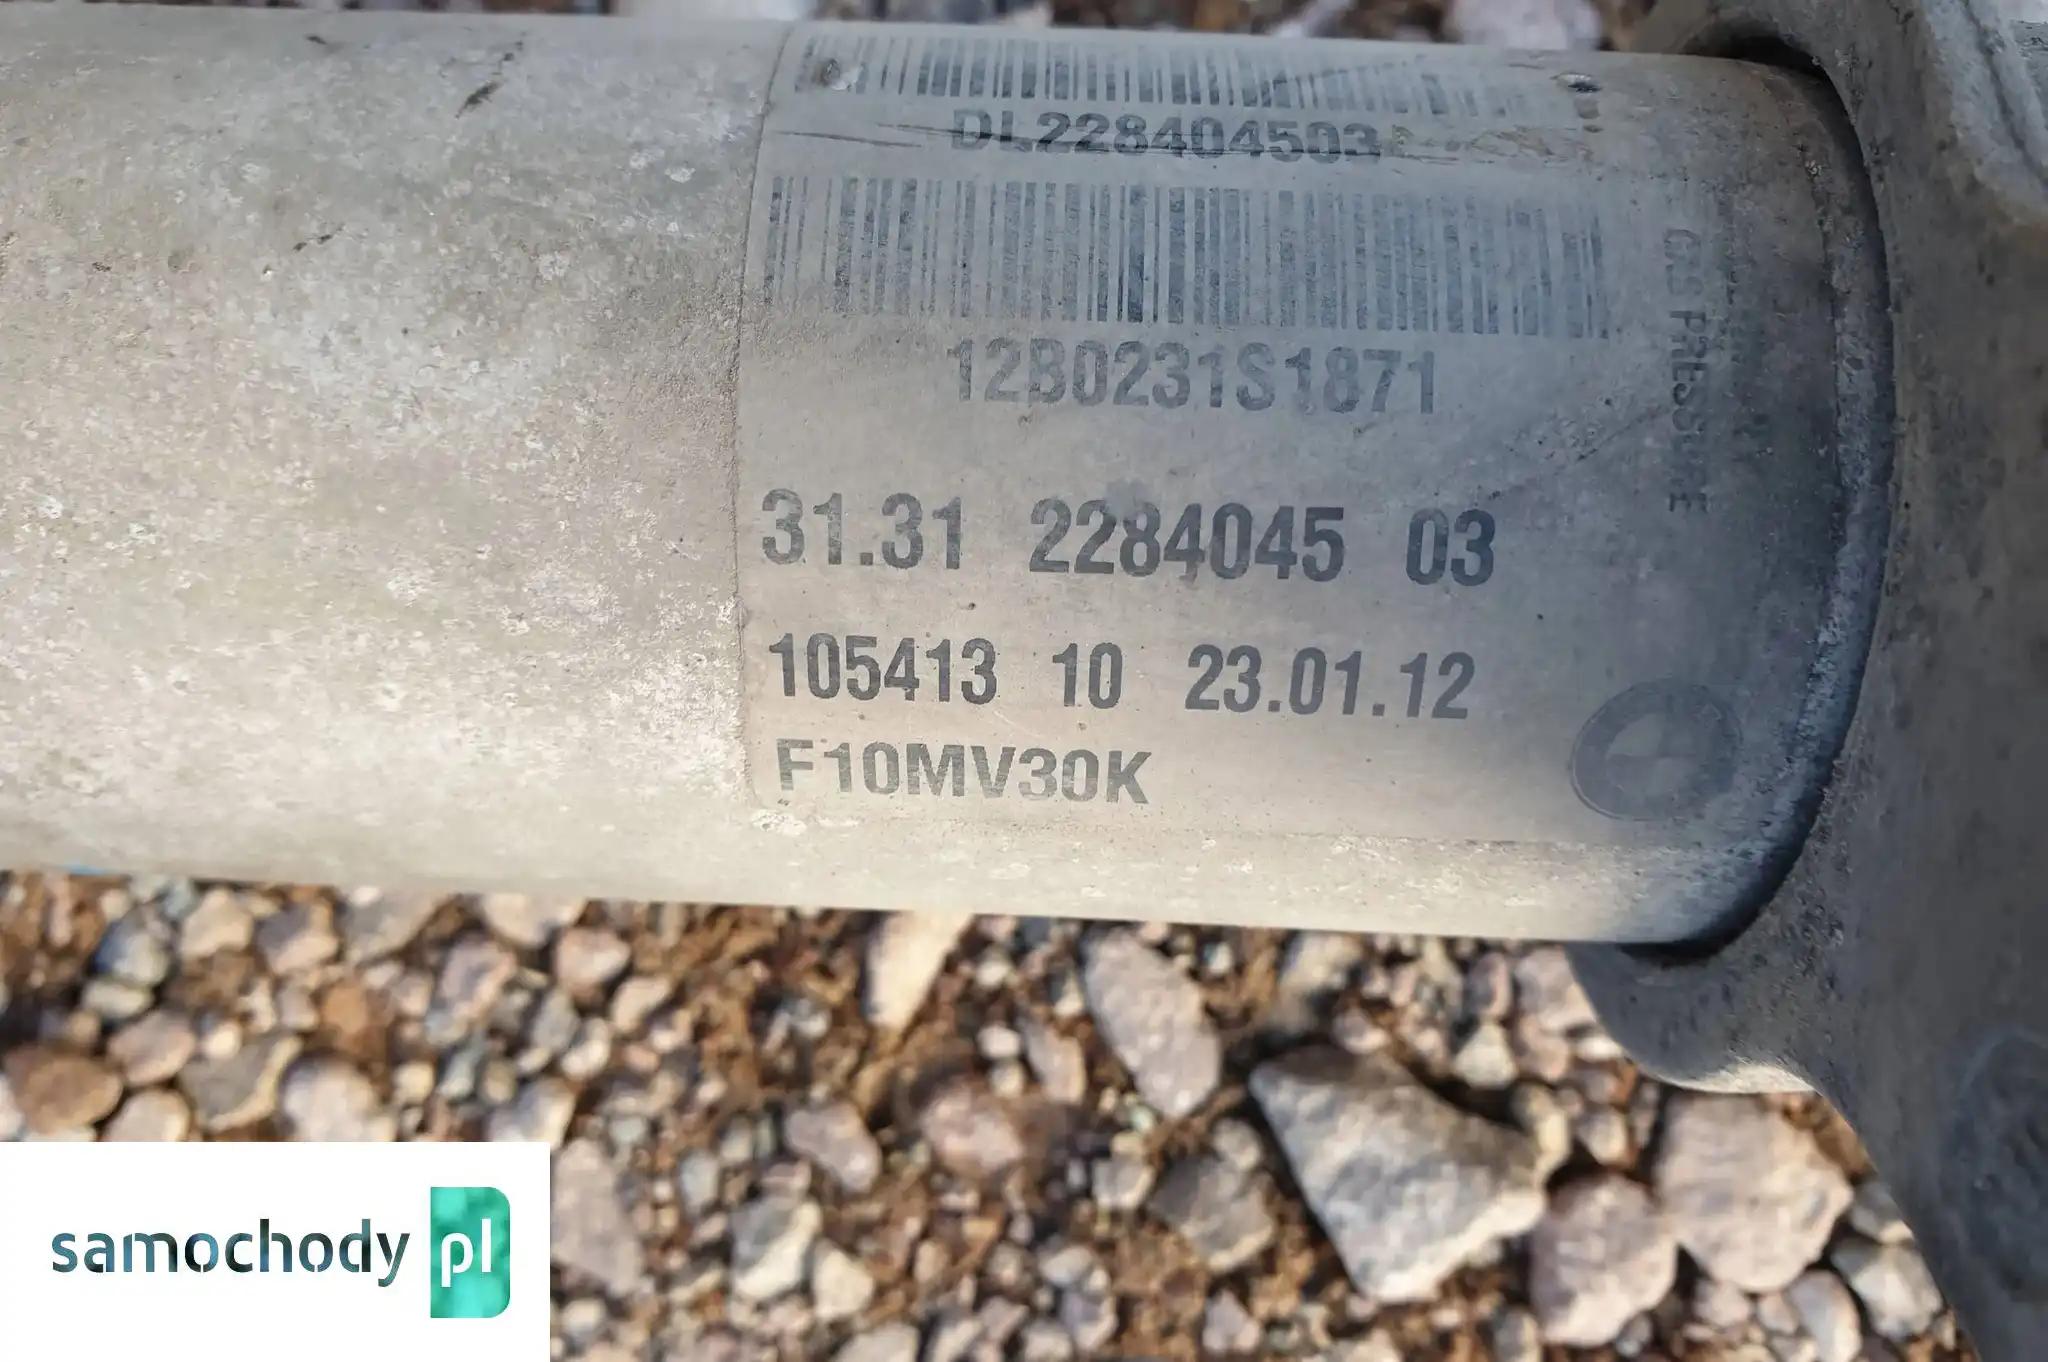 DL228404503
12B0231S1871
GAS PRESSURE
31.31 2284045 03
105413 10 23.01.12
F10MV30K
samochody pl